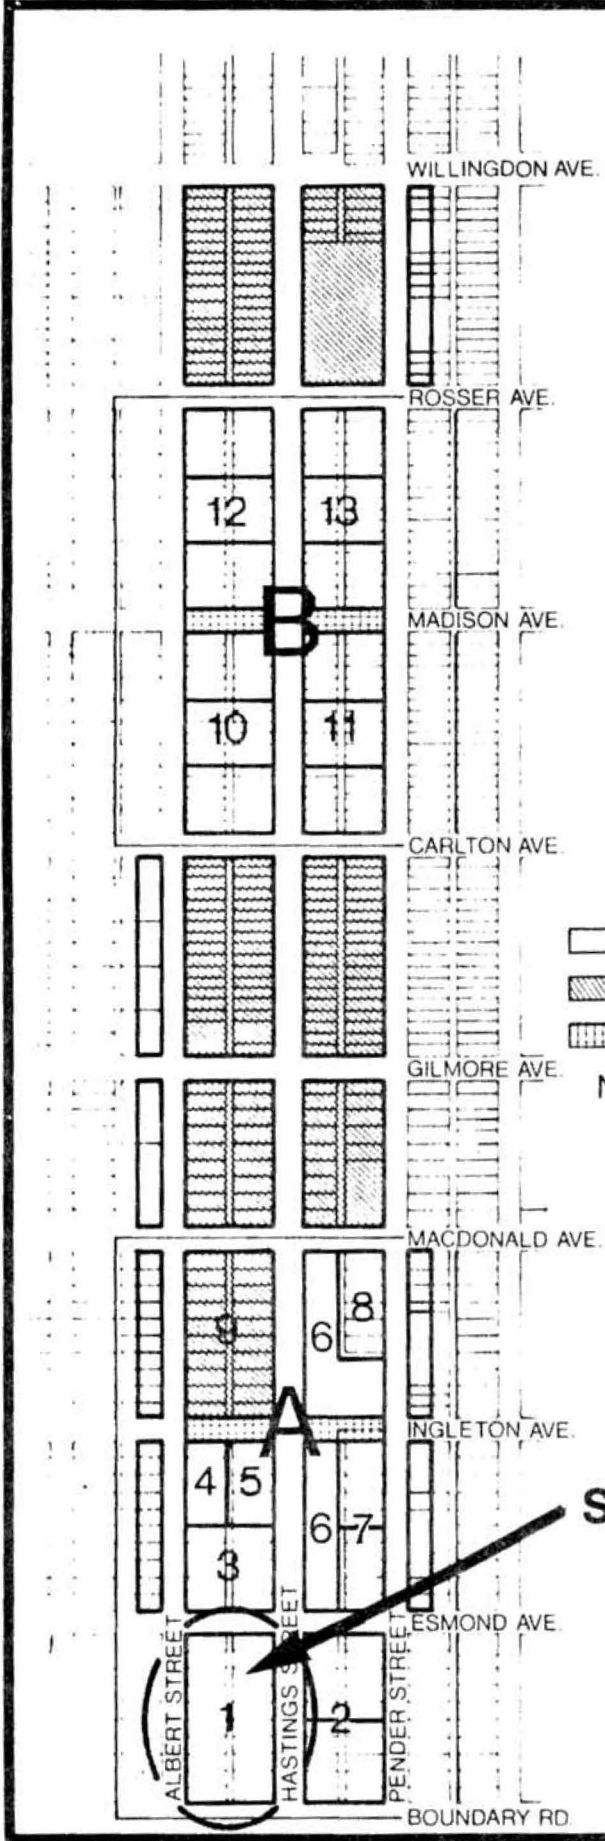 WILLINGDON AVE.
ROSSER AVE.
12
13
B
MADISON AVE.
10
11
CARLTON AVE.
GILMORE AVE.
N
MACDONALD AVE.
9
6
8
A
INGLETON AVE.
4
5
6
7
S
3
ESMOND AVE.
ALBERT STREET
HASTINGS STREET
PENDER STREET
1
2
BOUNDARY RD.